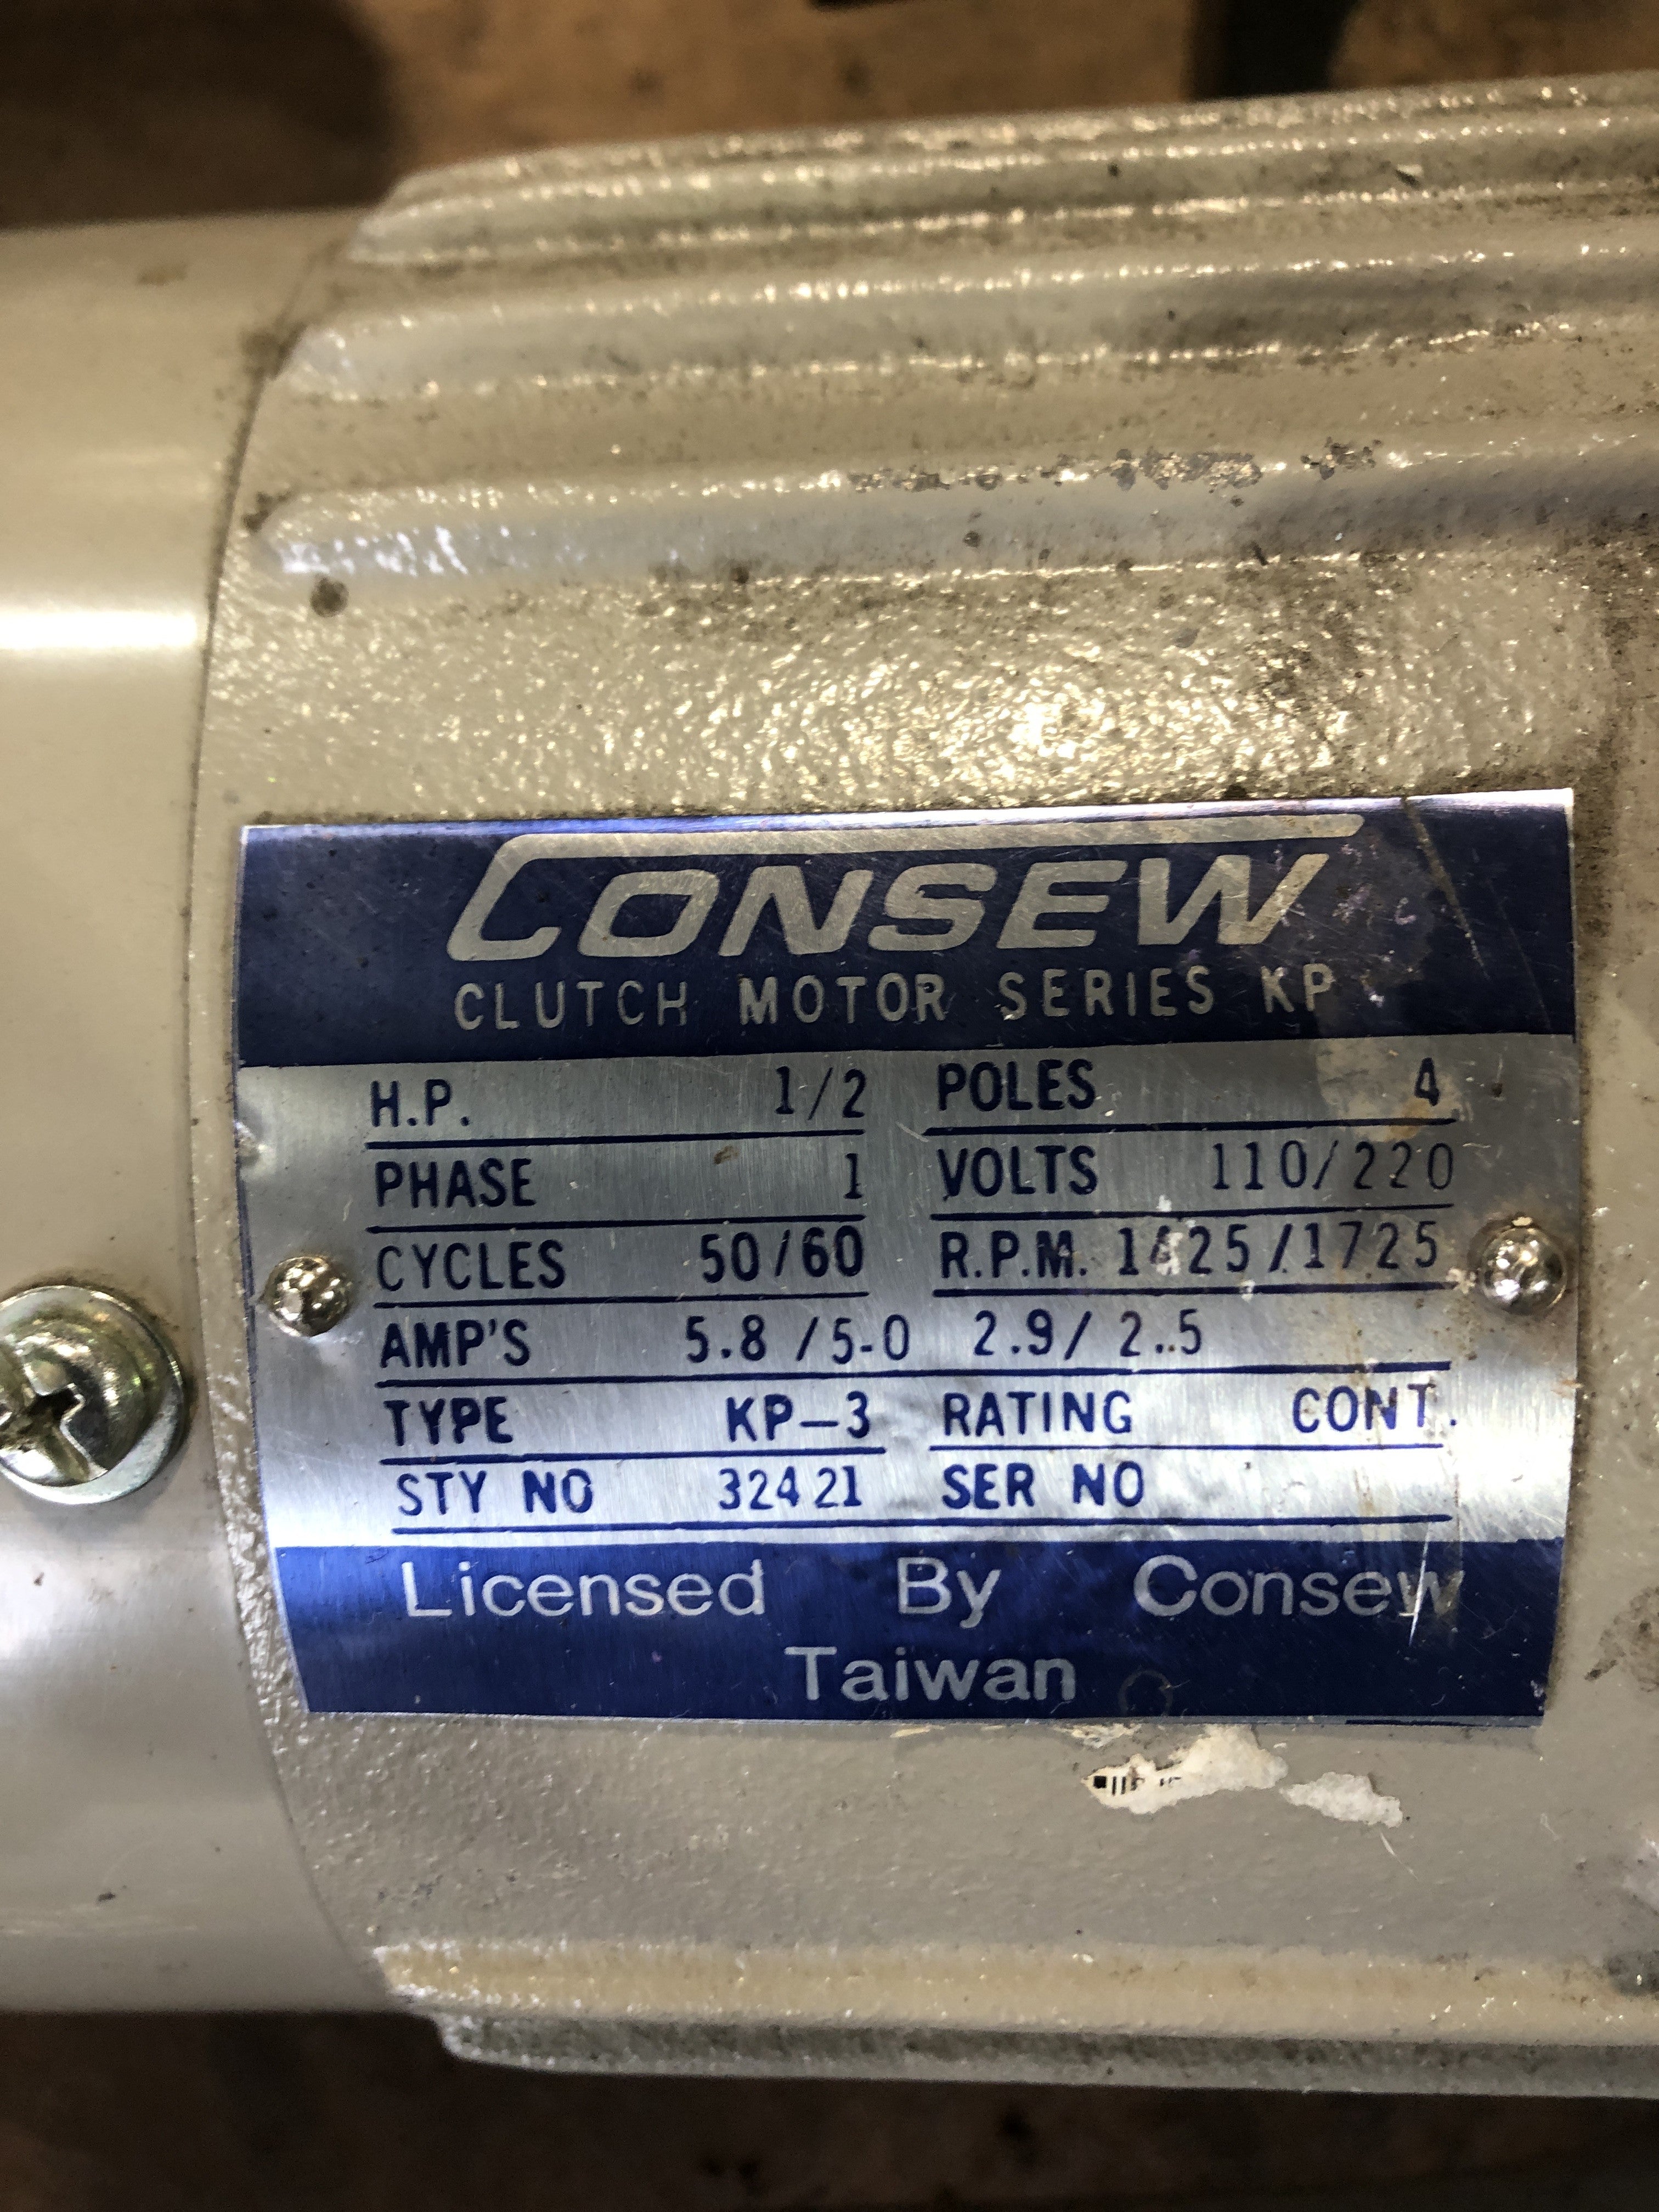 CONSEW
CLUTCH MOTOR SERIES KP
H.P. 1/2 POLES 4
PHASE 1 VOLTS 110/220
CYCLES 50/60 R.P.M. 1425/1725
AMP'S 5.8 /5-0 2.9/ 2..5
TYPE KP-3 RATING CONT.
STY NO 32421 SER NO
Licensed By Consew
Taiwan